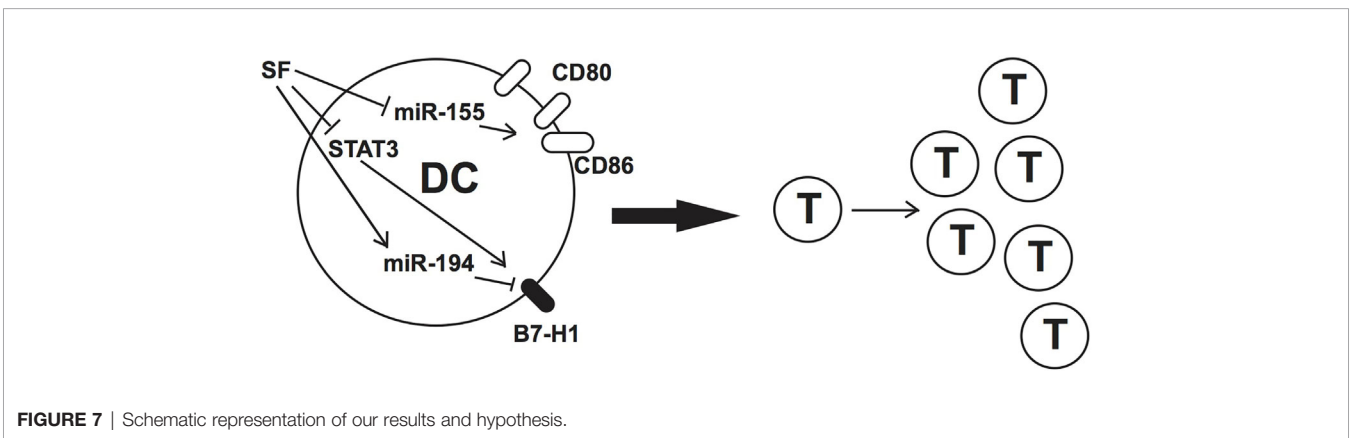 SF
CD80
miR-155
STAT3
CD86
DC
miR-194
B7-H1
T
T
T
T
T
T
T
FIGURE 7 | Schematic representation of our results and hypothesis.